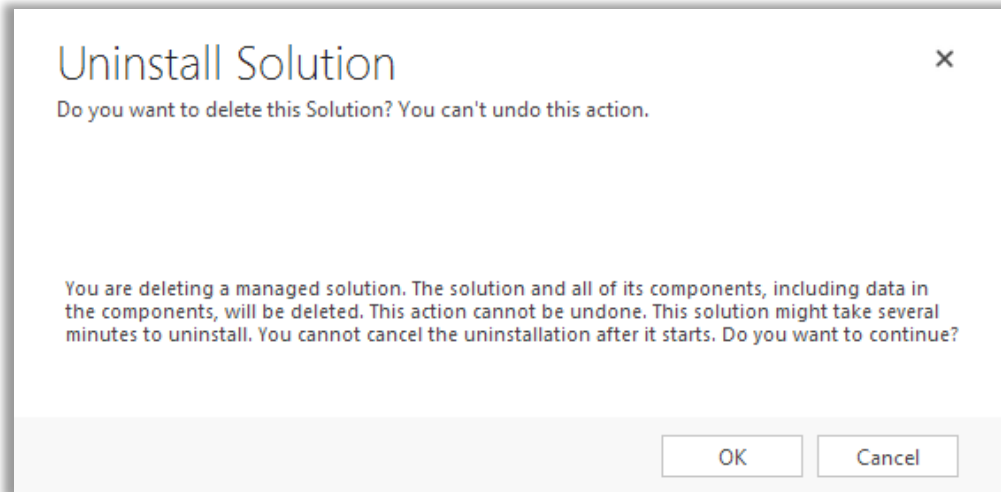 Uninstall Solution
Do you want to delete this Solution? You can't undo this action.
You are deleting a managed solution. The solution and all of its components, including data in
the components, will be deleted. This action cannot be undone. This solution might take several
minutes to uninstall. You cannot cancel the uninstallation after it starts. Do you want to continue?
OK
Cancel